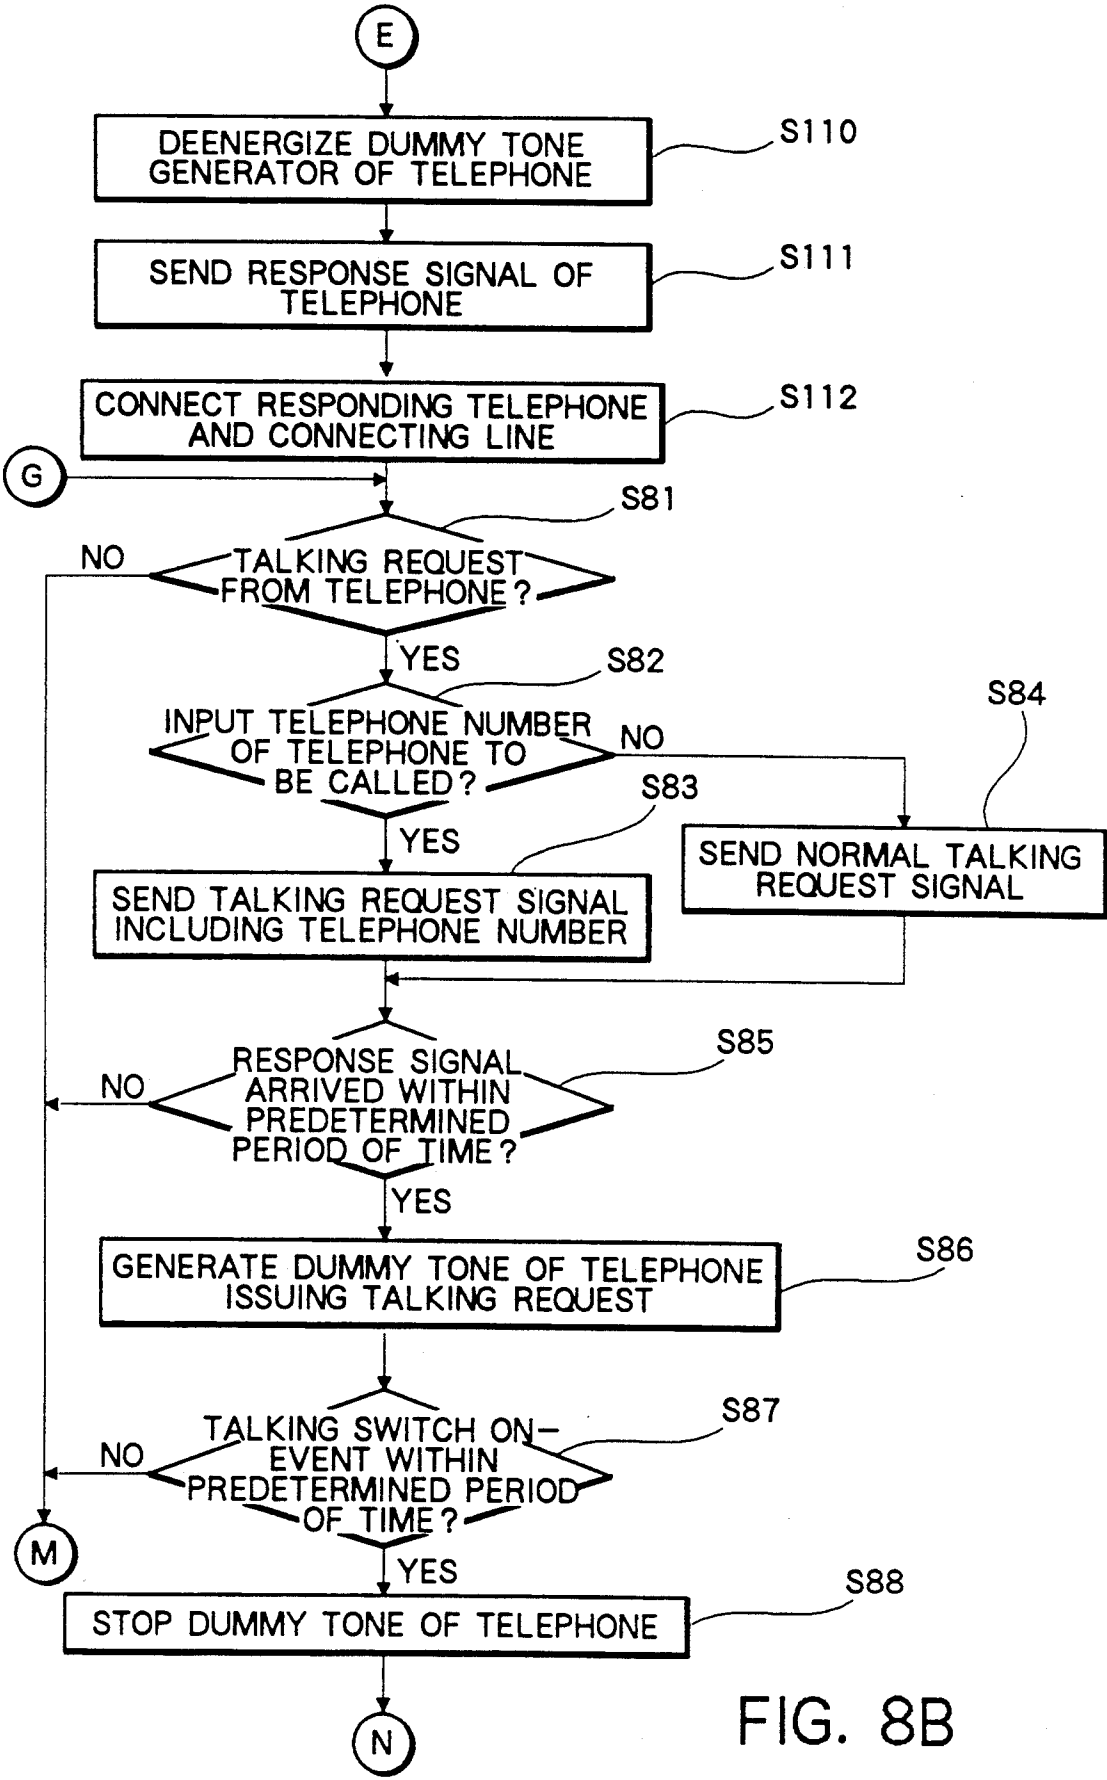 E
DEENERGIZE DUMMY TONE
GENERATOR OF TELEPHONE
S110
SEND RESPONSE SIGNAL OF
TELEPHONE
S111
CONNECT RESPONDING TELEPHONE
AND CONNECTING LINE
S112
G
S81
NO
TALKING REQUEST
FROM TELEPHONE?
YES
S82
INPUT TELEPHONE NUMBER
OF TELEPHONE TO
BE CALLED?
NO
S84
S83
YES
SEND NORMAL TALKING
REQUEST SIGNAL
SEND TALKING REQUEST SIGNAL
INCLUDING TELEPHONE NUMBER
S85
RESPONSE SIGNAL
ARRIVED WITHIN
PREDETERMINED
PERIOD OF TIME?
NO
YES
S86
GENERATE DUMMY TONE OF TELEPHONE
ISSUING TALKING REQUEST
S87
TALKING SWITCH ON-
EVENT WITHIN
PREDETERMINED PERIOD
OF TIME?
NO
M
YES
S88
STOP DUMMY TONE OF TELEPHONE
N
FIG. 8B